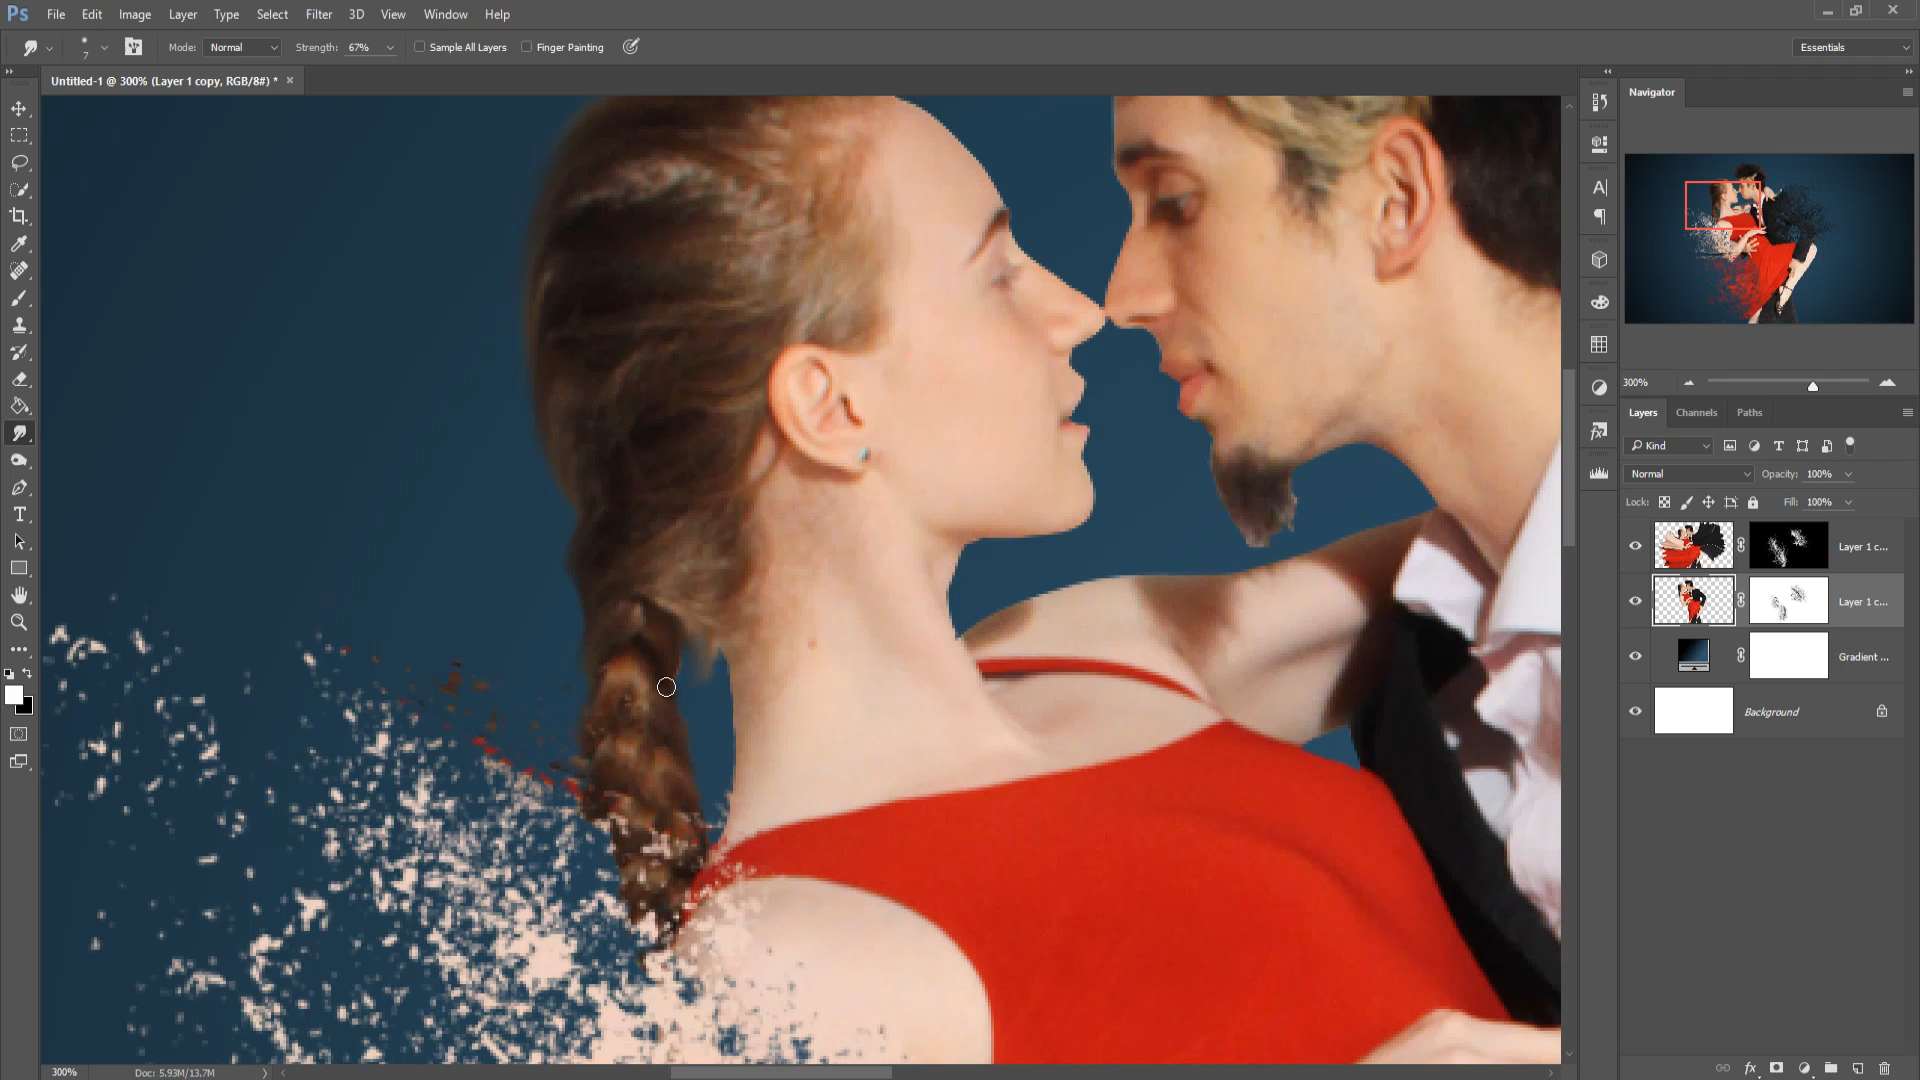 Ps File Edit Image Layer Type Select Filter 3D View Window Help
7 Mode: Normal Strength: 67% Sample All Layers Finger Painting Essentials
Untitled-1 @ 300% (Layer 1 copy, RGB/8#) * ×
Navigator
300%
Layers Channels Paths
Kind
Normal Opacity: 100%
Lock: Fill: 100%
Layer 1 c...
Layer 1 c...
Gradient ...
Background
300% Doc: 5.93M/13.7M